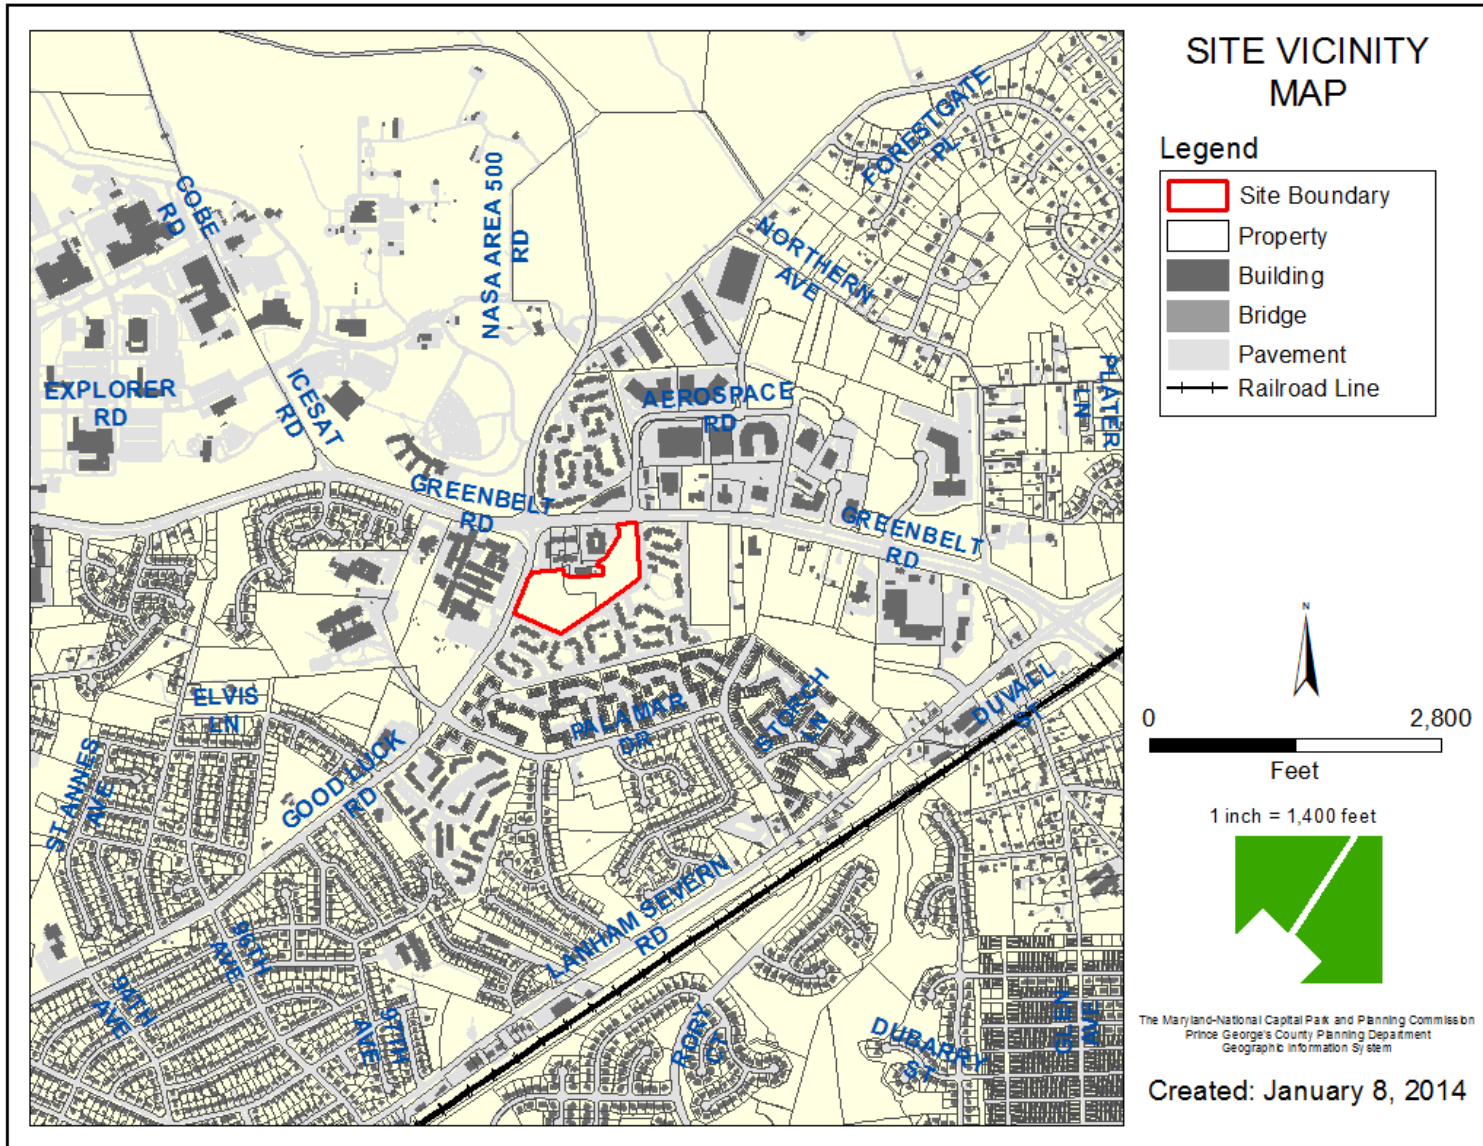 SITE VICINITY
MAP
Legend
Site Boundary
Property
Building
Bridge
Pavement
Railroad Line
N
0
2,800
Feet
1 inch = 1,400 feet
The Maryland-National Capital Park and Planning Commission
Prince George's County Planning Department
Geographic Information System
Created: January 8, 2014
COBE
RD
NASA AREA 500
RD
FORESTGATE
PL
NORTHERN
AVE
EXPLORER
RD
ICESAT
RD
AEROSPACE
RD
PLATER
LN
GREENBELT
RD
GREENBELT
RD
ELVIS
LN
ST ANNES
AVE
GOOD LUCK
RD
PALAMAR
DR
STORCH
LN
DUVALL
ST
LANHAM SEVERN
RD
96TH
AVE
94TH
AVE
97TH
AVE
RORY
CT
DUBARRY
ST
GLEN
AVE